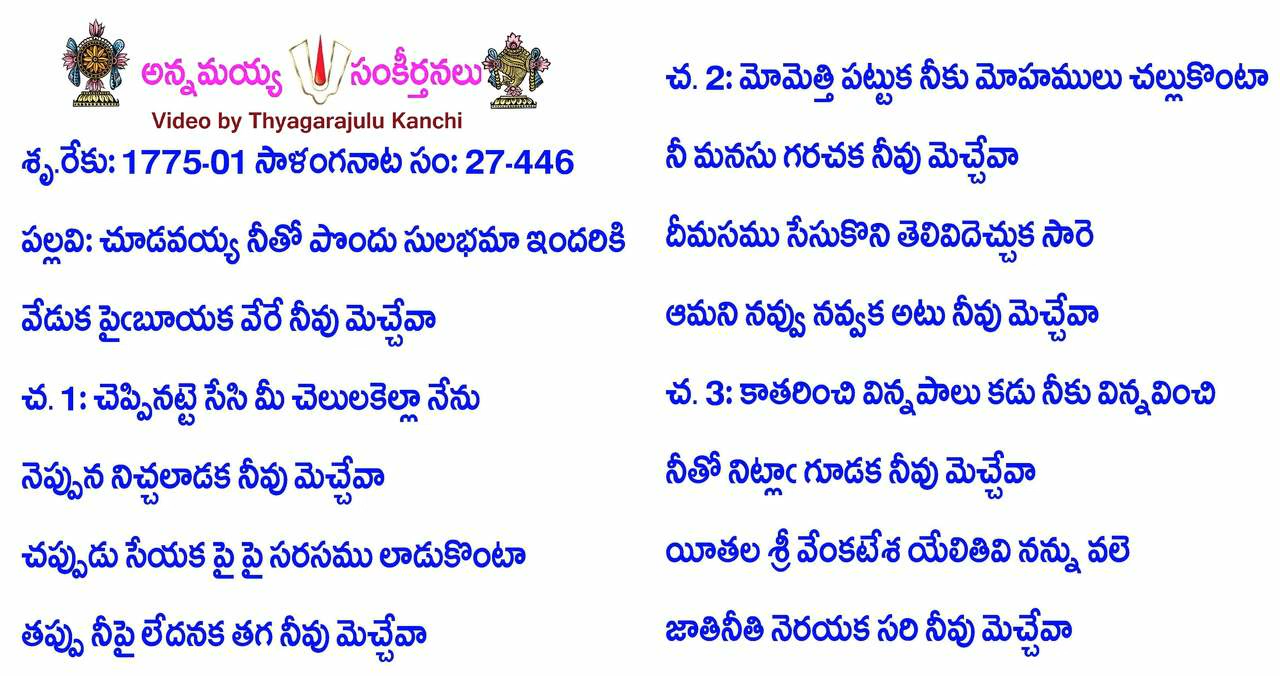 అన్నమయ్య సంకీర్తనలు
Video by Thyagarajulu Kanchi
శృ.రేకు: 1775-01 సాళంగనాట సం: 27-446
పల్లవి: చూడవయ్య నీతో పొందు సులభమా ఇందరికి
వేడుక పైఁబూయక వేరే నీవు మెచ్చేవా
చ. 1: చెప్పినట్టె సేసి మీ చెలులకెల్లా నేను
నెప్పున నిచ్చలాడక నీవు మెచ్చేవా
చప్పుడు సేయక పై పై సరసము లాడుకొంటా
తప్పు నీపై లేదనక తగ నీవు మెచ్చేవా
చ. 2: మోమెత్తి పట్టుక నీకు మోహములు చల్లుకొంటా
నీ మనసు గరచక నీవు మెచ్చేవా
దీమసము సేసుకొని తెలివిదెచ్చుక సారె
ఆమని నవ్వు నవ్వక అటు నీవు మెచ్చేవా
చ. 3: కాతరించి విన్నపాలు కడు నీకు విన్నవించి
నీతో నిట్లాఁ గూడక నీవు మెచ్చేవా
యీతల శ్రీ వేంకటేశ యేలితివి నన్ను వలె
జాతినీతి నెరయక సరి నీవు మెచ్చేవా